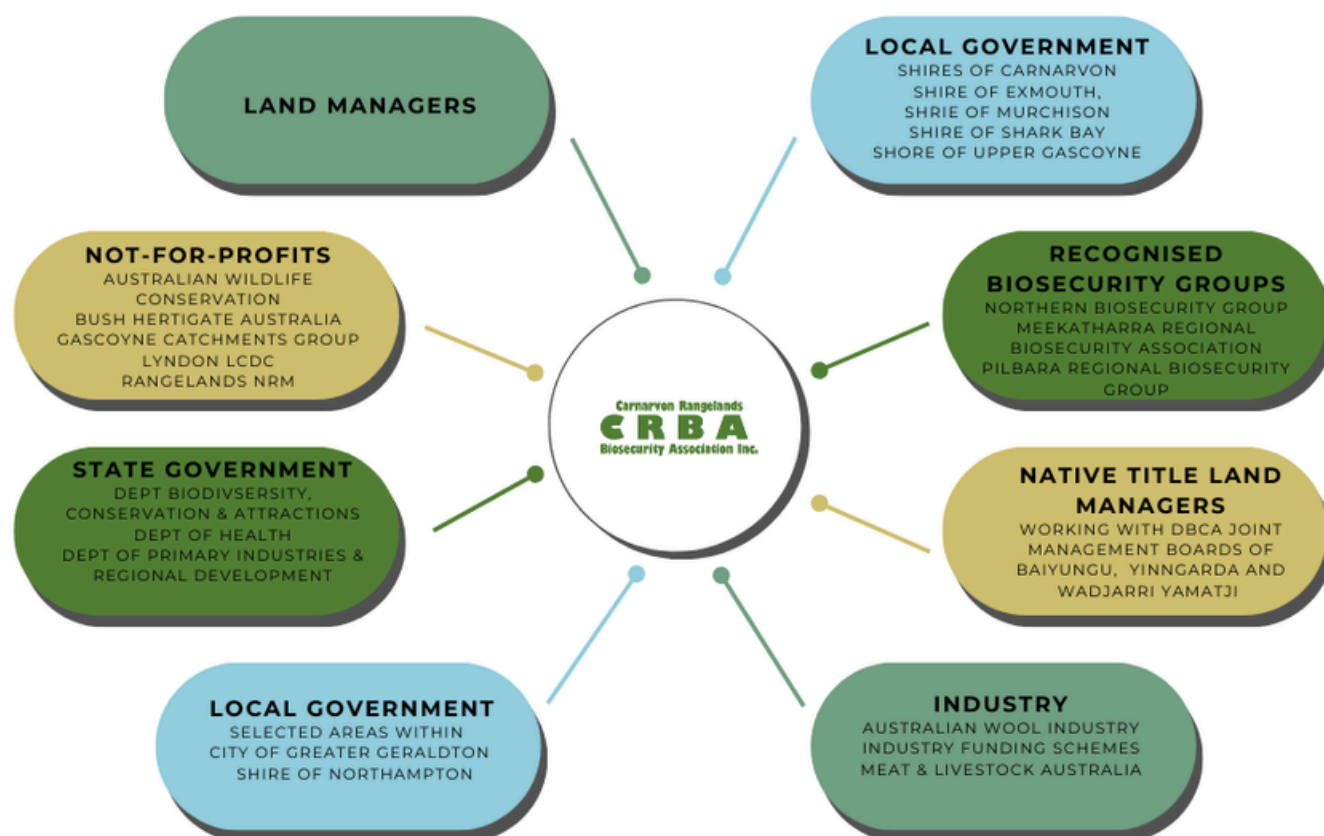 LAND MANAGERS
LOCAL GOVERNMENT
SHIRES OF CARNARVON
SHIRE OF EXMOUTH,
SHRIE OF MURCHISON
SHIRE OF SHARK BAY
SHORE OF UPPER GASCOYNE
NOT-FOR-PROFITS
AUSTRALIAN WILDLIFE
CONSERVATION
BUSH HERTIGATE AUSTRALIA
GASCOYNE CATCHMENTS GROUP
LYNDON LCDC
RANGELANDS NRM
RECOGNISED
BIOSECURITY GROUPS
NORTHERN BIOSECURITY GROUP
MEEKATHARRA REGIONAL
BIOSECURITY ASSOCIATION
PILBARA REGIONAL BIOSECURITY
GROUP
Carnarvon Rangelands
CRBA
Biosecurity Association Inc.
STATE GOVERNMENT
DEPT BIODIVSERSITY,
CONSERVATION & ATTRACTIONS
DEPT OF HEALTH
DEPT OF PRIMARY INDUSTRIES &
REGIONAL DEVELOPMENT
NATIVE TITLE LAND
MANAGERS
WORKING WITH DBCA JOINT
MANAGEMENT BOARDS OF
BAIYUNGU, YINNGARDA AND
WADJARRI YAMATJI
LOCAL GOVERNMENT
SELECTED AREAS WITHIN
CITY OF GREATER GERALDTON
SHIRE OF NORTHAMPTON
INDUSTRY
AUSTRALIAN WOOL INDUSTRY
INDUSTRY FUNDING SCHEMES
MEAT & LIVESTOCK AUSTRALIA